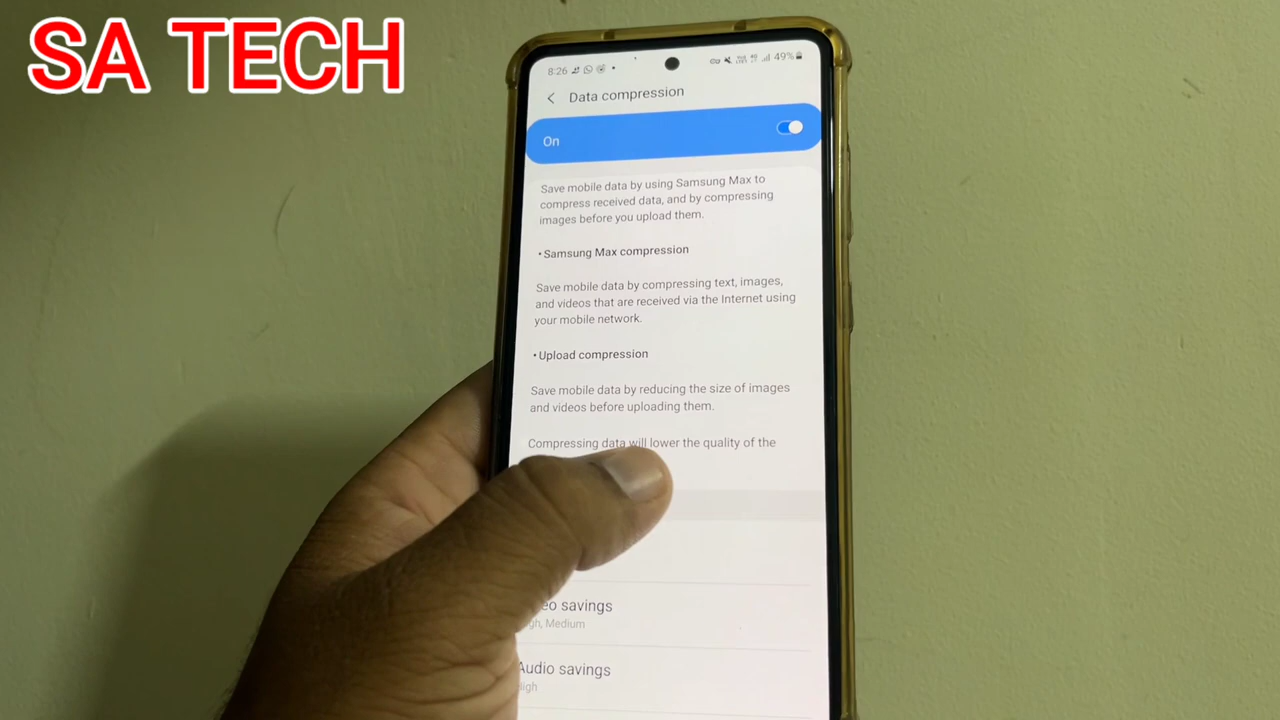 SA TECH
8:26
49%
Data compression
On
Save mobile data by using Samsung Max to
compress received data, and by compressing
images before you upload them.
• Samsung Max compression
Save mobile data by compressing text, images,
and videos that are received via the Internet using
your mobile network.
• Upload compression
Save mobile data by reducing the size of images
and videos before uploading them.
Compressing data will lower the quality of the
savings
Medium
Audio savings